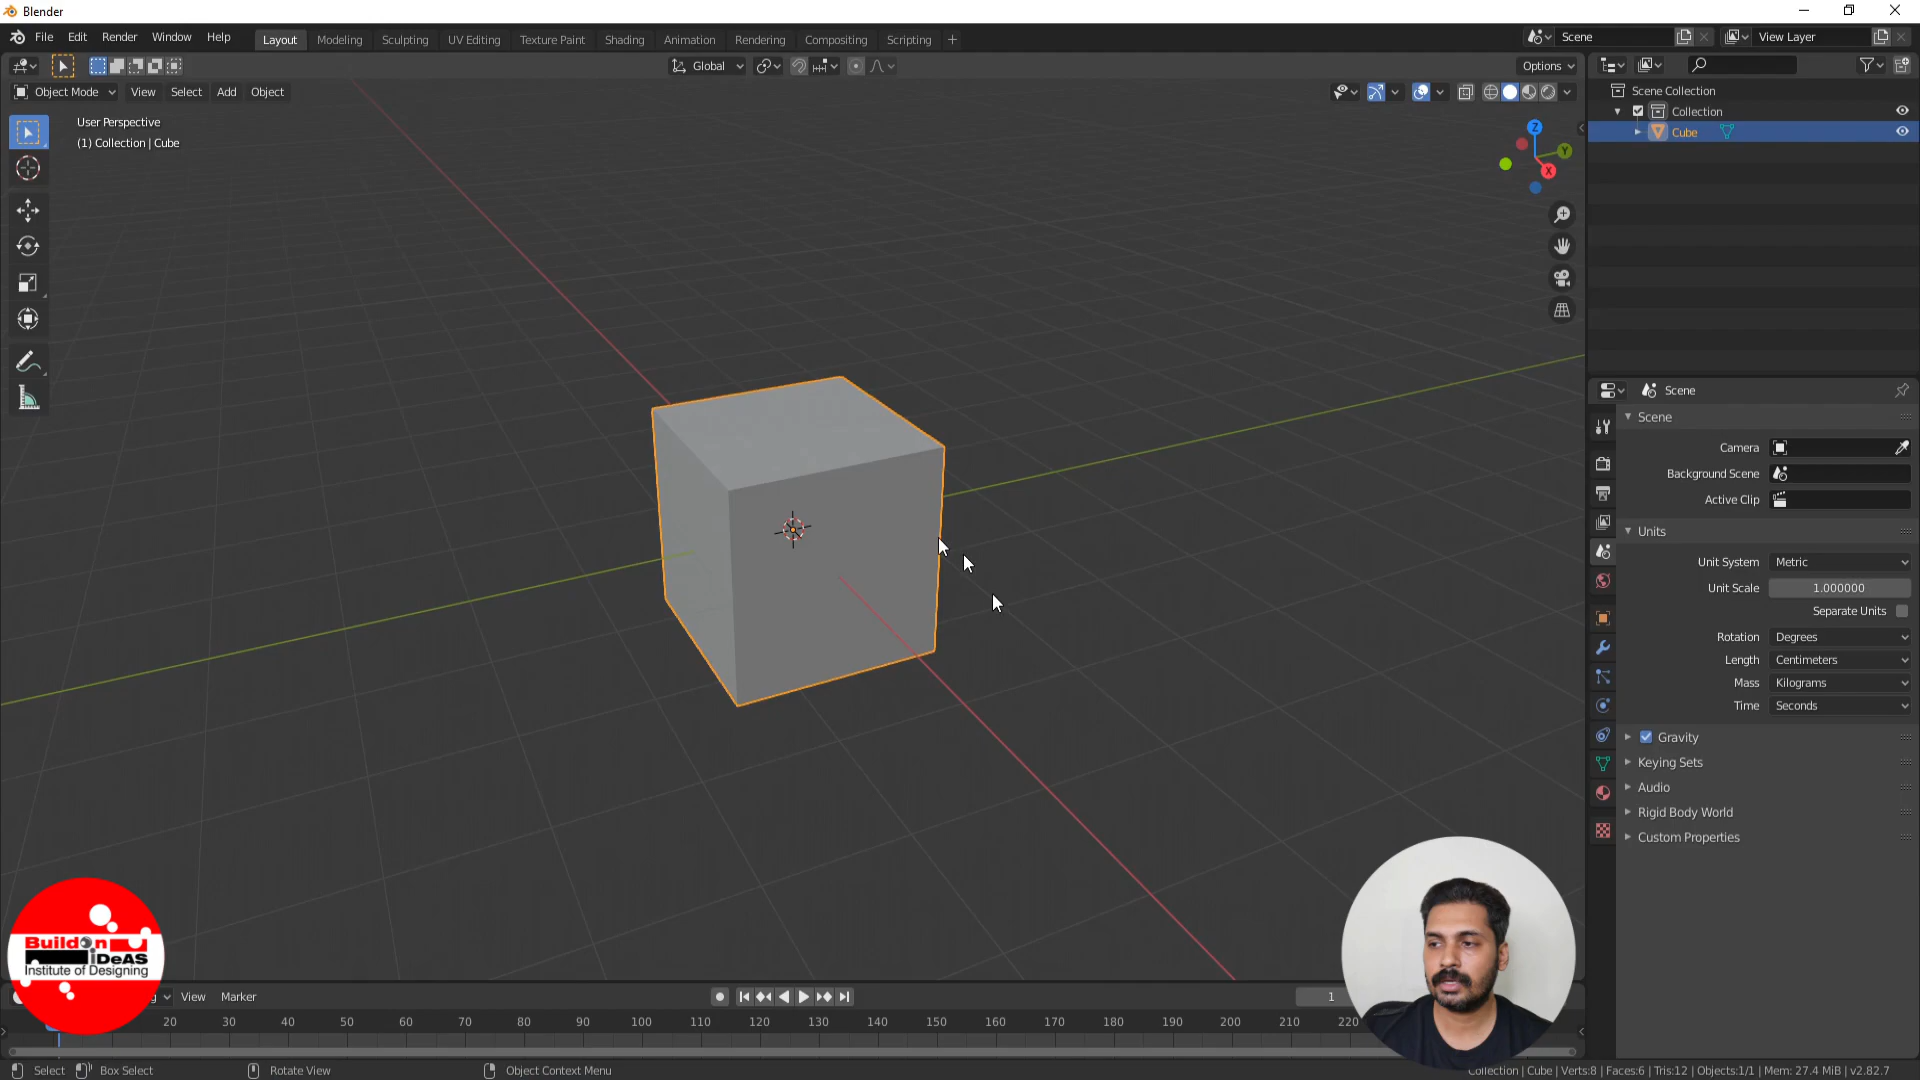 Blender
File Edit Render Window Help Layout Modeling Sculpting UV Editing Texture Paint Shading Animation Rendering Compositing Scripting + Scene View Layer
Global Options
Object Mode View Select Add Object
User Perspective
(1) Collection | Cube
Z
Y
X
Scene Collection
Collection
Cube
Scene
Scene
Camera
Background Scene
Active Clip
Units
Unit System Metric
Unit Scale 1.000000
Separate Units
Rotation Degrees
Length Centimeters
Mass Kilograms
Time Seconds
Gravity
Keying Sets
Audio
Rigid Body World
Custom Properties
BuildOn
iDeAS
Institute of Designing
View Marker 1
20 30 40 50 60 70 80 90 100 110 120 130 140 150 160 170 180 190 200 210 220
Select Box Select Rotate View Object Context Menu Collection | Cube | Verts:8 | Faces:6 | Tris:12 | Objects:1/1 | Mem: 27.4 MiB | v2.82.7